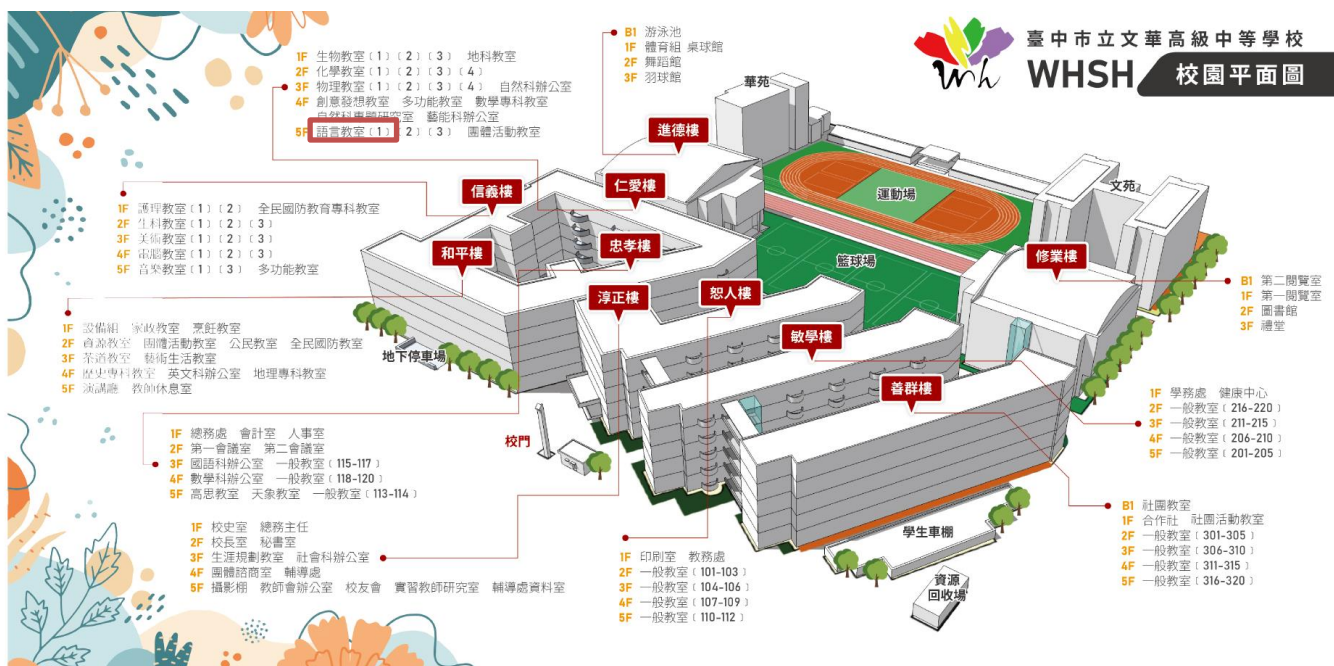 臺中市立文華高級中等學校
WHSH 校園平面圖
1F 生物教室(1)(2)(3) 地科教室
2F 化學教室(1)(2)(3)(4)
3F 物理教室(1)(2)(3)(4) 自然科辦公室
4F 創意發想教室 多功能教室 數學專科教室
自然科專題研究室 藝能科辦公室
5F 語言教室(1)(2)(3) 團體活動教室
B1 游泳池
1F 體育組 桌球館
2F 舞蹈館
3F 羽球館
華苑
進德樓
仁愛樓
信義樓
忠孝樓
和平樓
淳正樓
恕人樓
敏學樓
善群樓
修業樓
運動場
文苑
籃球場
地下停車場
校門
學生車棚
資源
回收場
1F 護理教室(1)(2) 全民國防教育專科教室
2F 生科教室(1)(2)(3)
3F 美術教室(1)(2)(3)
4F 電腦教室(1)(2)(3)
5F 音樂教室(1)(3) 多功能教室
1F 設備組 家政教室 烹飪教室
2F 資源教室 團體活動教室 公民教室 全民國防教室
3F 茶道教室 藝術生活教室
4F 歷史專科教室 英文科辦公室 地理專科教室
5F 演講廳 教師休息室
1F 總務處 會計室 人事室
2F 第一會議室 第二會議室
3F 國語科辦公室 一般教室(115-117)
4F 數學科辦公室 一般教室(118-120)
5F 高思教室 天象教室 一般教室(113-114)
1F 校史室 總務主任
2F 校長室 秘書室
3F 生涯規劃教室 社會科辦公室
4F 團體諮商室 輔導處
5F 攝影棚 教師會辦公室 校友會 實習教師研究室 輔導處資料室
1F 印刷室 教務處
2F 一般教室(101-103)
3F 一般教室(104-106)
4F 一般教室(107-109)
5F 一般教室(110-112)
B1 第二閱覽室
1F 第一閱覽室
2F 圖書館
3F 禮堂
1F 學務處 健康中心
2F 一般教室(216-220)
3F 一般教室(211-215)
4F 一般教室(206-210)
5F 一般教室(201-205)
B1 社團教室
1F 合作社 社團活動教室
2F 一般教室(301-305)
3F 一般教室(306-310)
4F 一般教室(311-315)
5F 一般教室(316-320)